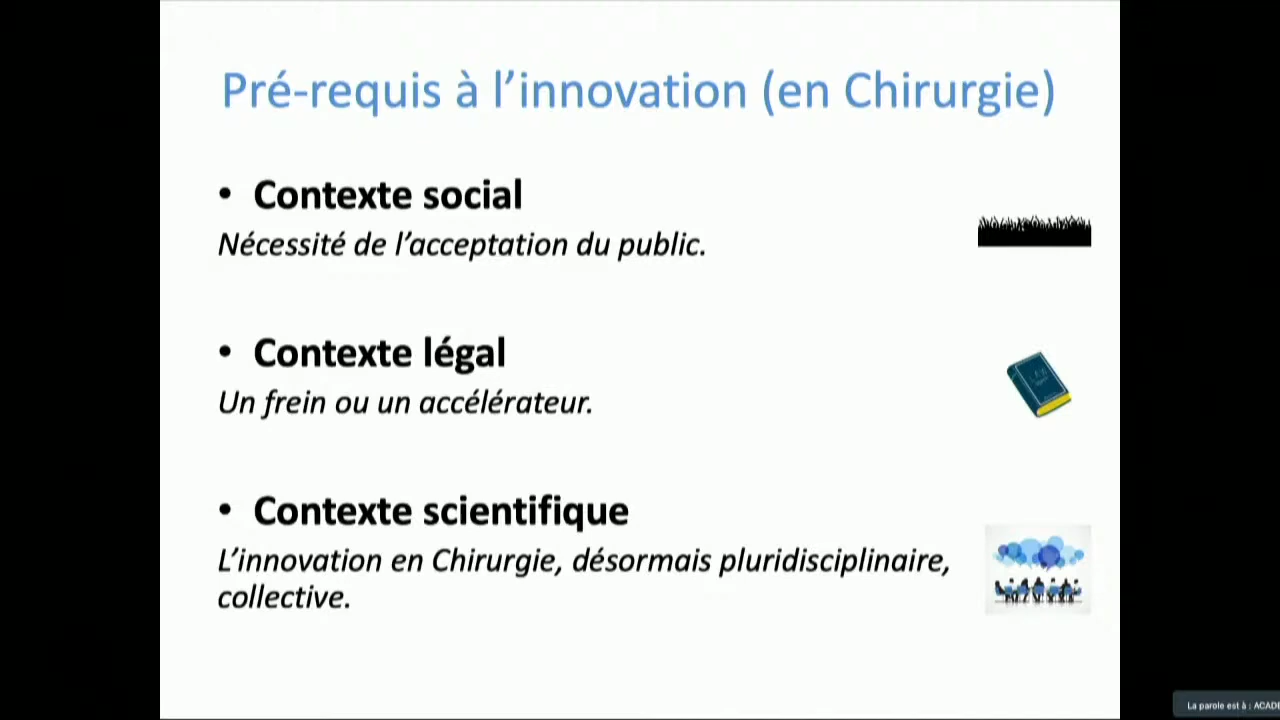 Pré-requis à l’innovation (en Chirurgie)
• Contexte social
Nécessité de l’acceptation du public.
• Contexte légal
Un frein ou un accélérateur.
• Contexte scientifique
L’innovation en Chirurgie, désormais pluridisciplinaire,
collective.
La parole est à : ACADE